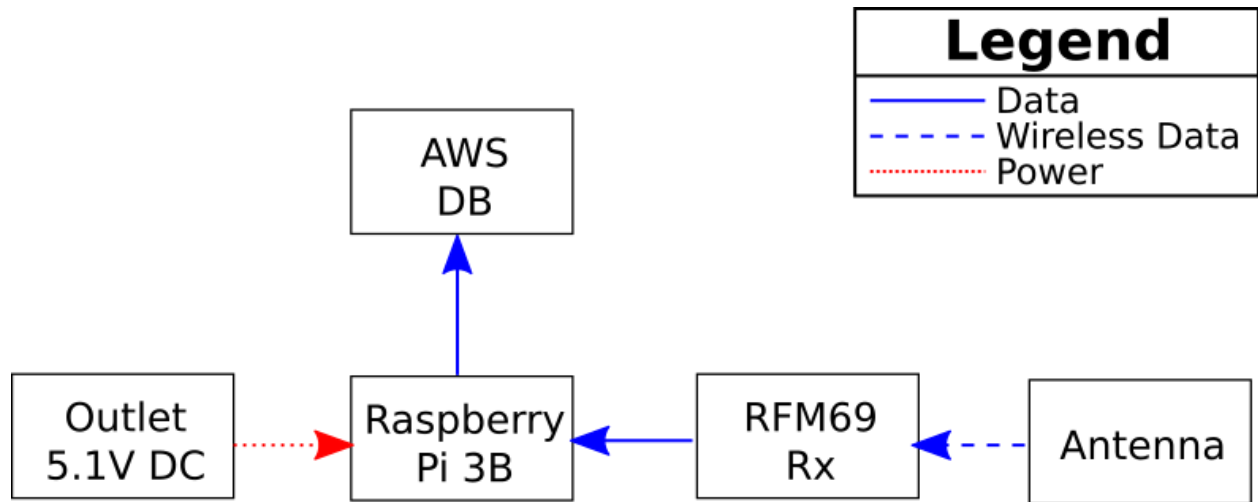 Legend
Data
Wireless Data
Power
AWS
DB
Outlet
5.1V DC
Raspberry
Pi 3B
RFM69
Rx
Antenna